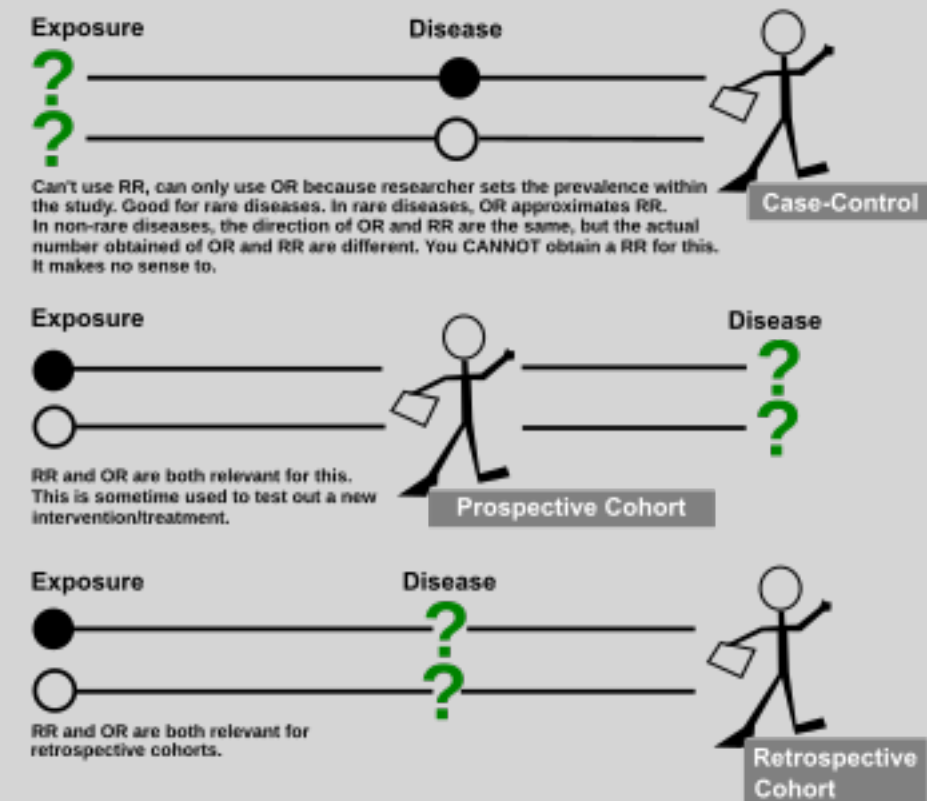 Exposure
Disease
?
?
Can't use RR, can only use OR because researcher sets the prevalence within
the study. Good for rare diseases. In rare diseases, OR approximates RR.
In non-rare diseases, the direction of OR and RR are the same, but the actual
number obtained of OR and RR are different. You CANNOT obtain a RR for this.
It makes no sense to.
Case-Control
Exposure
Disease
?
?
RR and OR are both relevant for this.
This is sometime used to test out a new
intervention/treatment.
Prospective Cohort
Exposure
Disease
?
?
RR and OR are both relevant for
retrospective cohorts.
Retrospective
Cohort